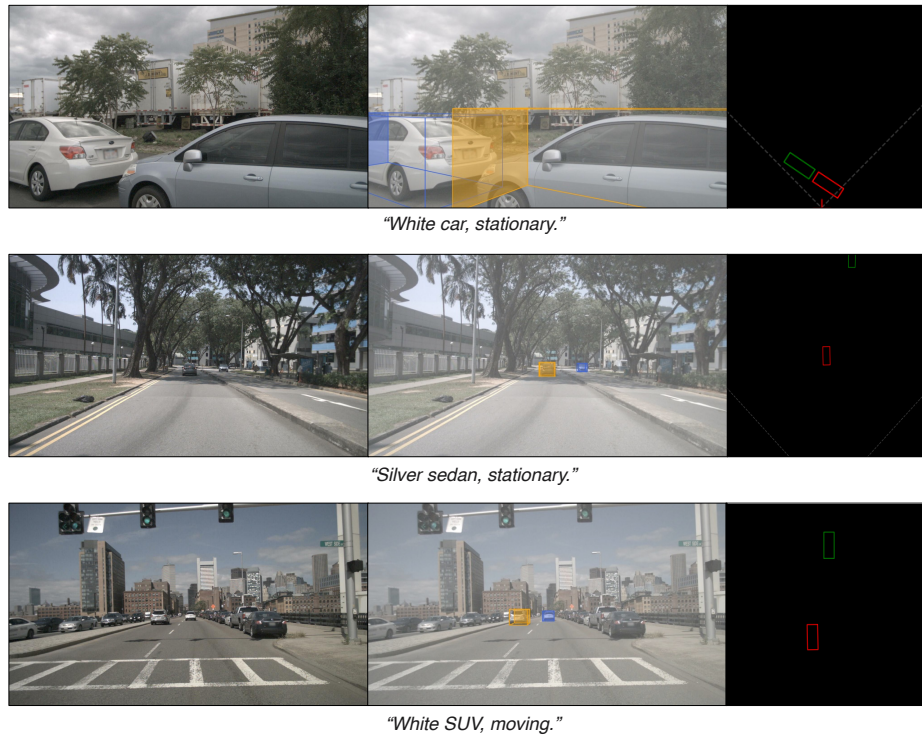 “White car, stationary.”
“Silver sedan, stationary.”
“White SUV, moving.”